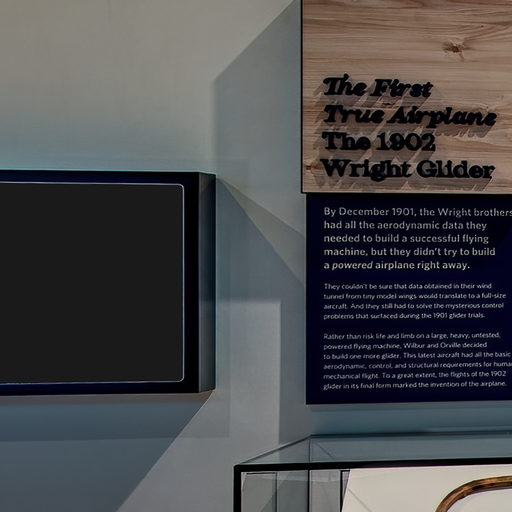 The First
True Airplane
The 1902
Wright Glider
By December 1901, the Wright brothers
had all the aerodynamic data they
needed to build a successful flying
machine, but they didn't try to build
a powered airplane right away.
They couldn't be sure that data obtained in their wind
tunnel from tiny model wings would translate to a full-size
aircraft. And they still had to solve the mysterious control
problems that surfaced during the 1901 glider trials.
Rather than risk life and limb on a large, heavy, untested,
powered flying machine, Wilbur and Orville decided
to build one more glider. This latest aircraft had all the basic
aerodynamic, control, and structural requirements for human
mechanical flight. To a great extent, the flights of the 1902
glider in its final form marked the invention of the airplane.